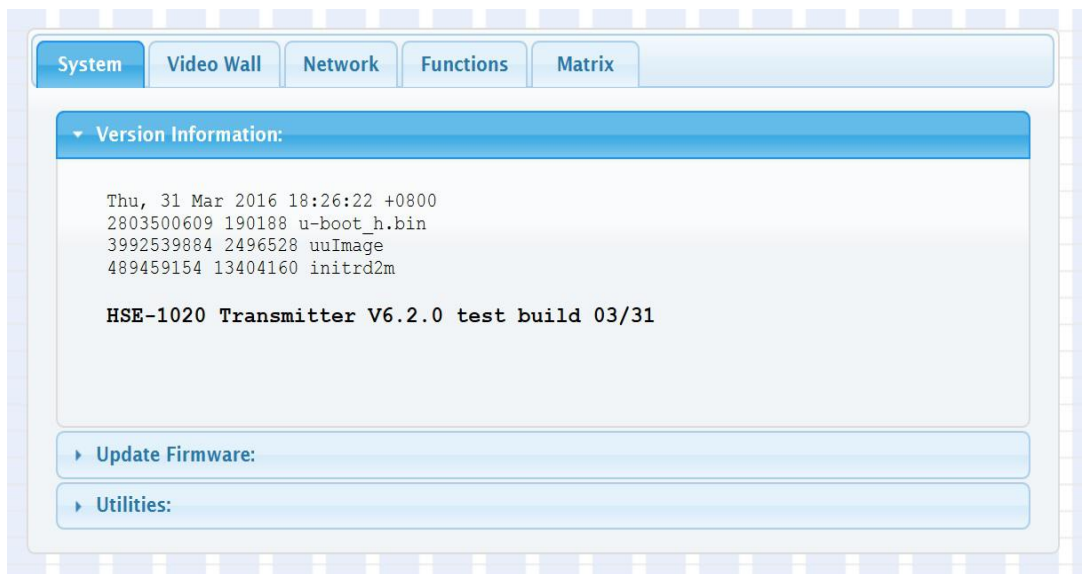 System Video Wall Network Functions Matrix
Version Information:
Thu, 31 Mar 2016 18:26:22 +0800
2803500609 190188 u-boot_h.bin
3992539884 2496528 uuImage
489459154 13404160 initrd2m
HSE-1020 Transmitter V6.2.0 test build 03/31
Update Firmware:
Utilities: